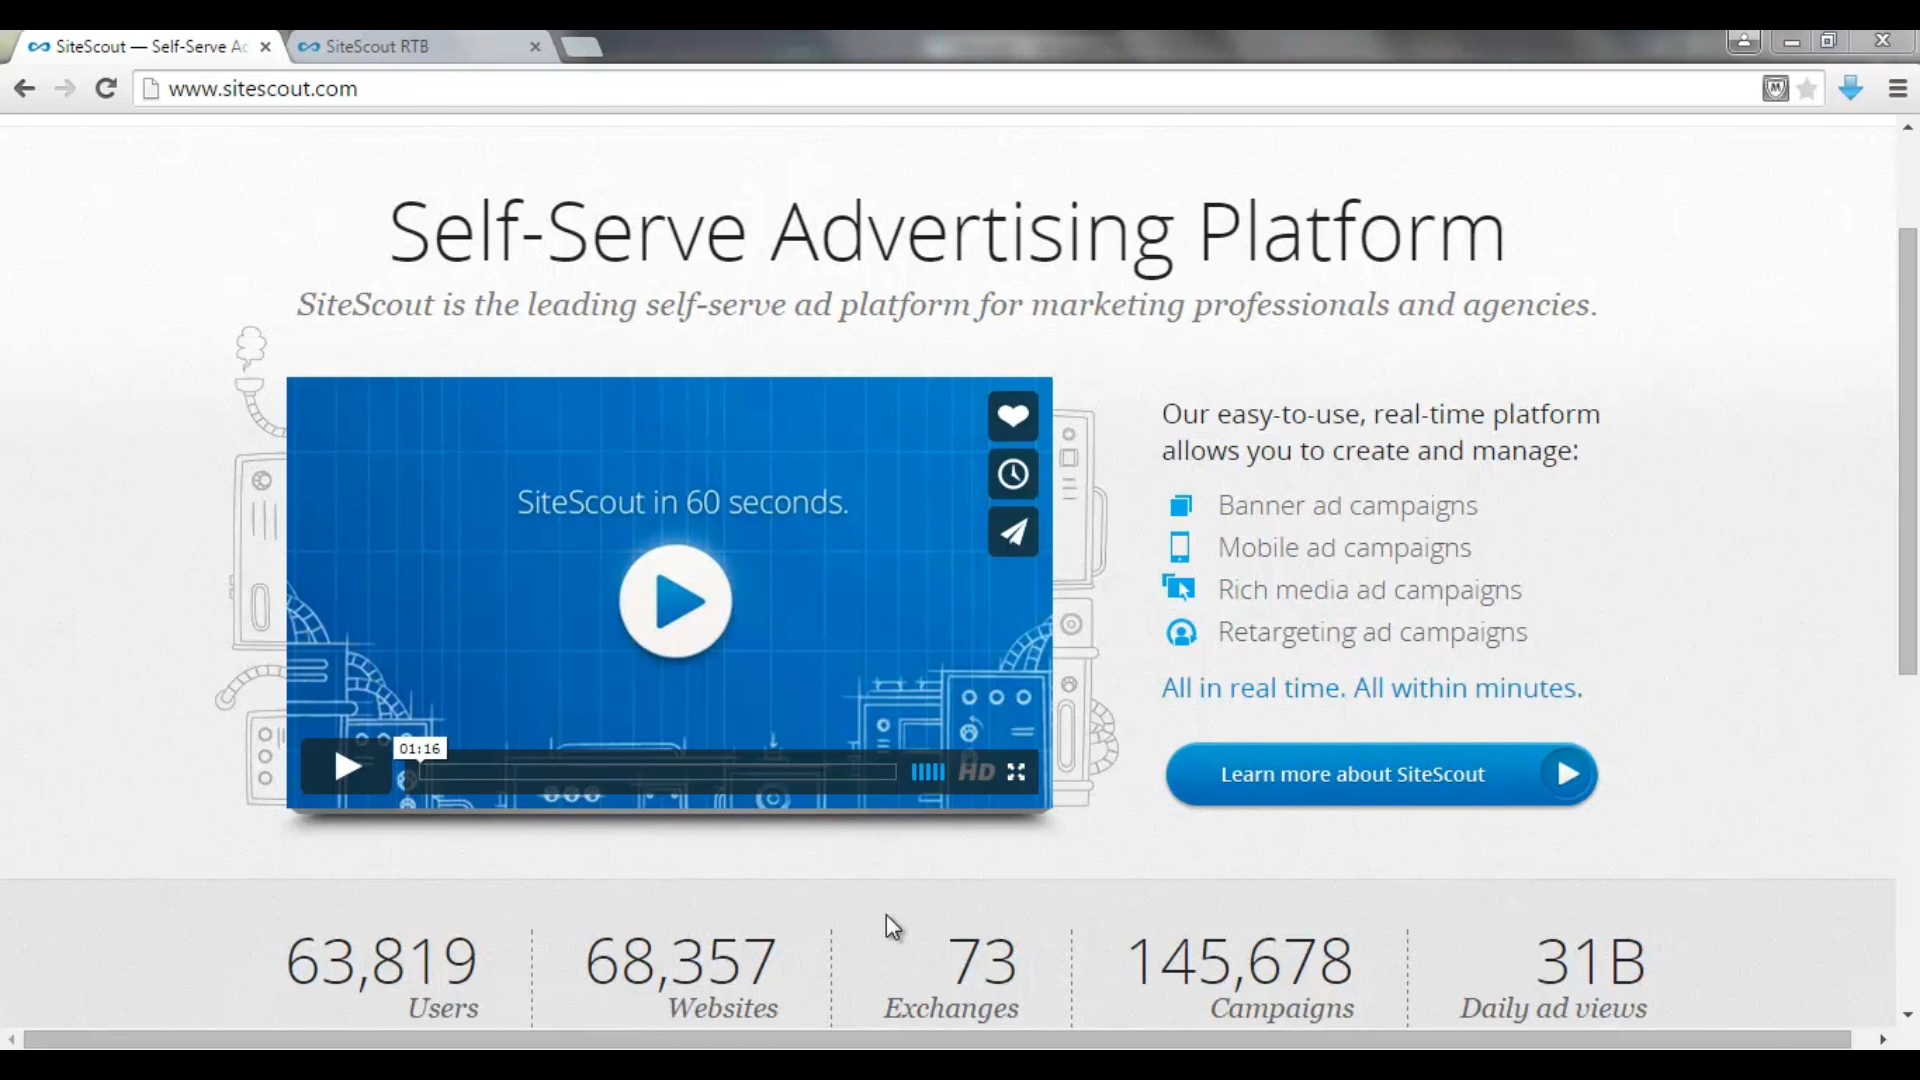 SiteScout — Self-Serve Ad
SiteScout RTB
www.sitescout.com
Self-Serve Advertising Platform
SiteScout is the leading self-serve ad platform for marketing professionals and agencies.
SiteScout in 60 seconds.
01:16
HD
Our easy-to-use, real-time platform
allows you to create and manage:
Banner ad campaigns
Mobile ad campaigns
Rich media ad campaigns
Retargeting ad campaigns
All in real time. All within minutes.
Learn more about SiteScout
63,819 68,357 73 145,678 31B
Users Websites Exchanges Campaigns Daily ad views